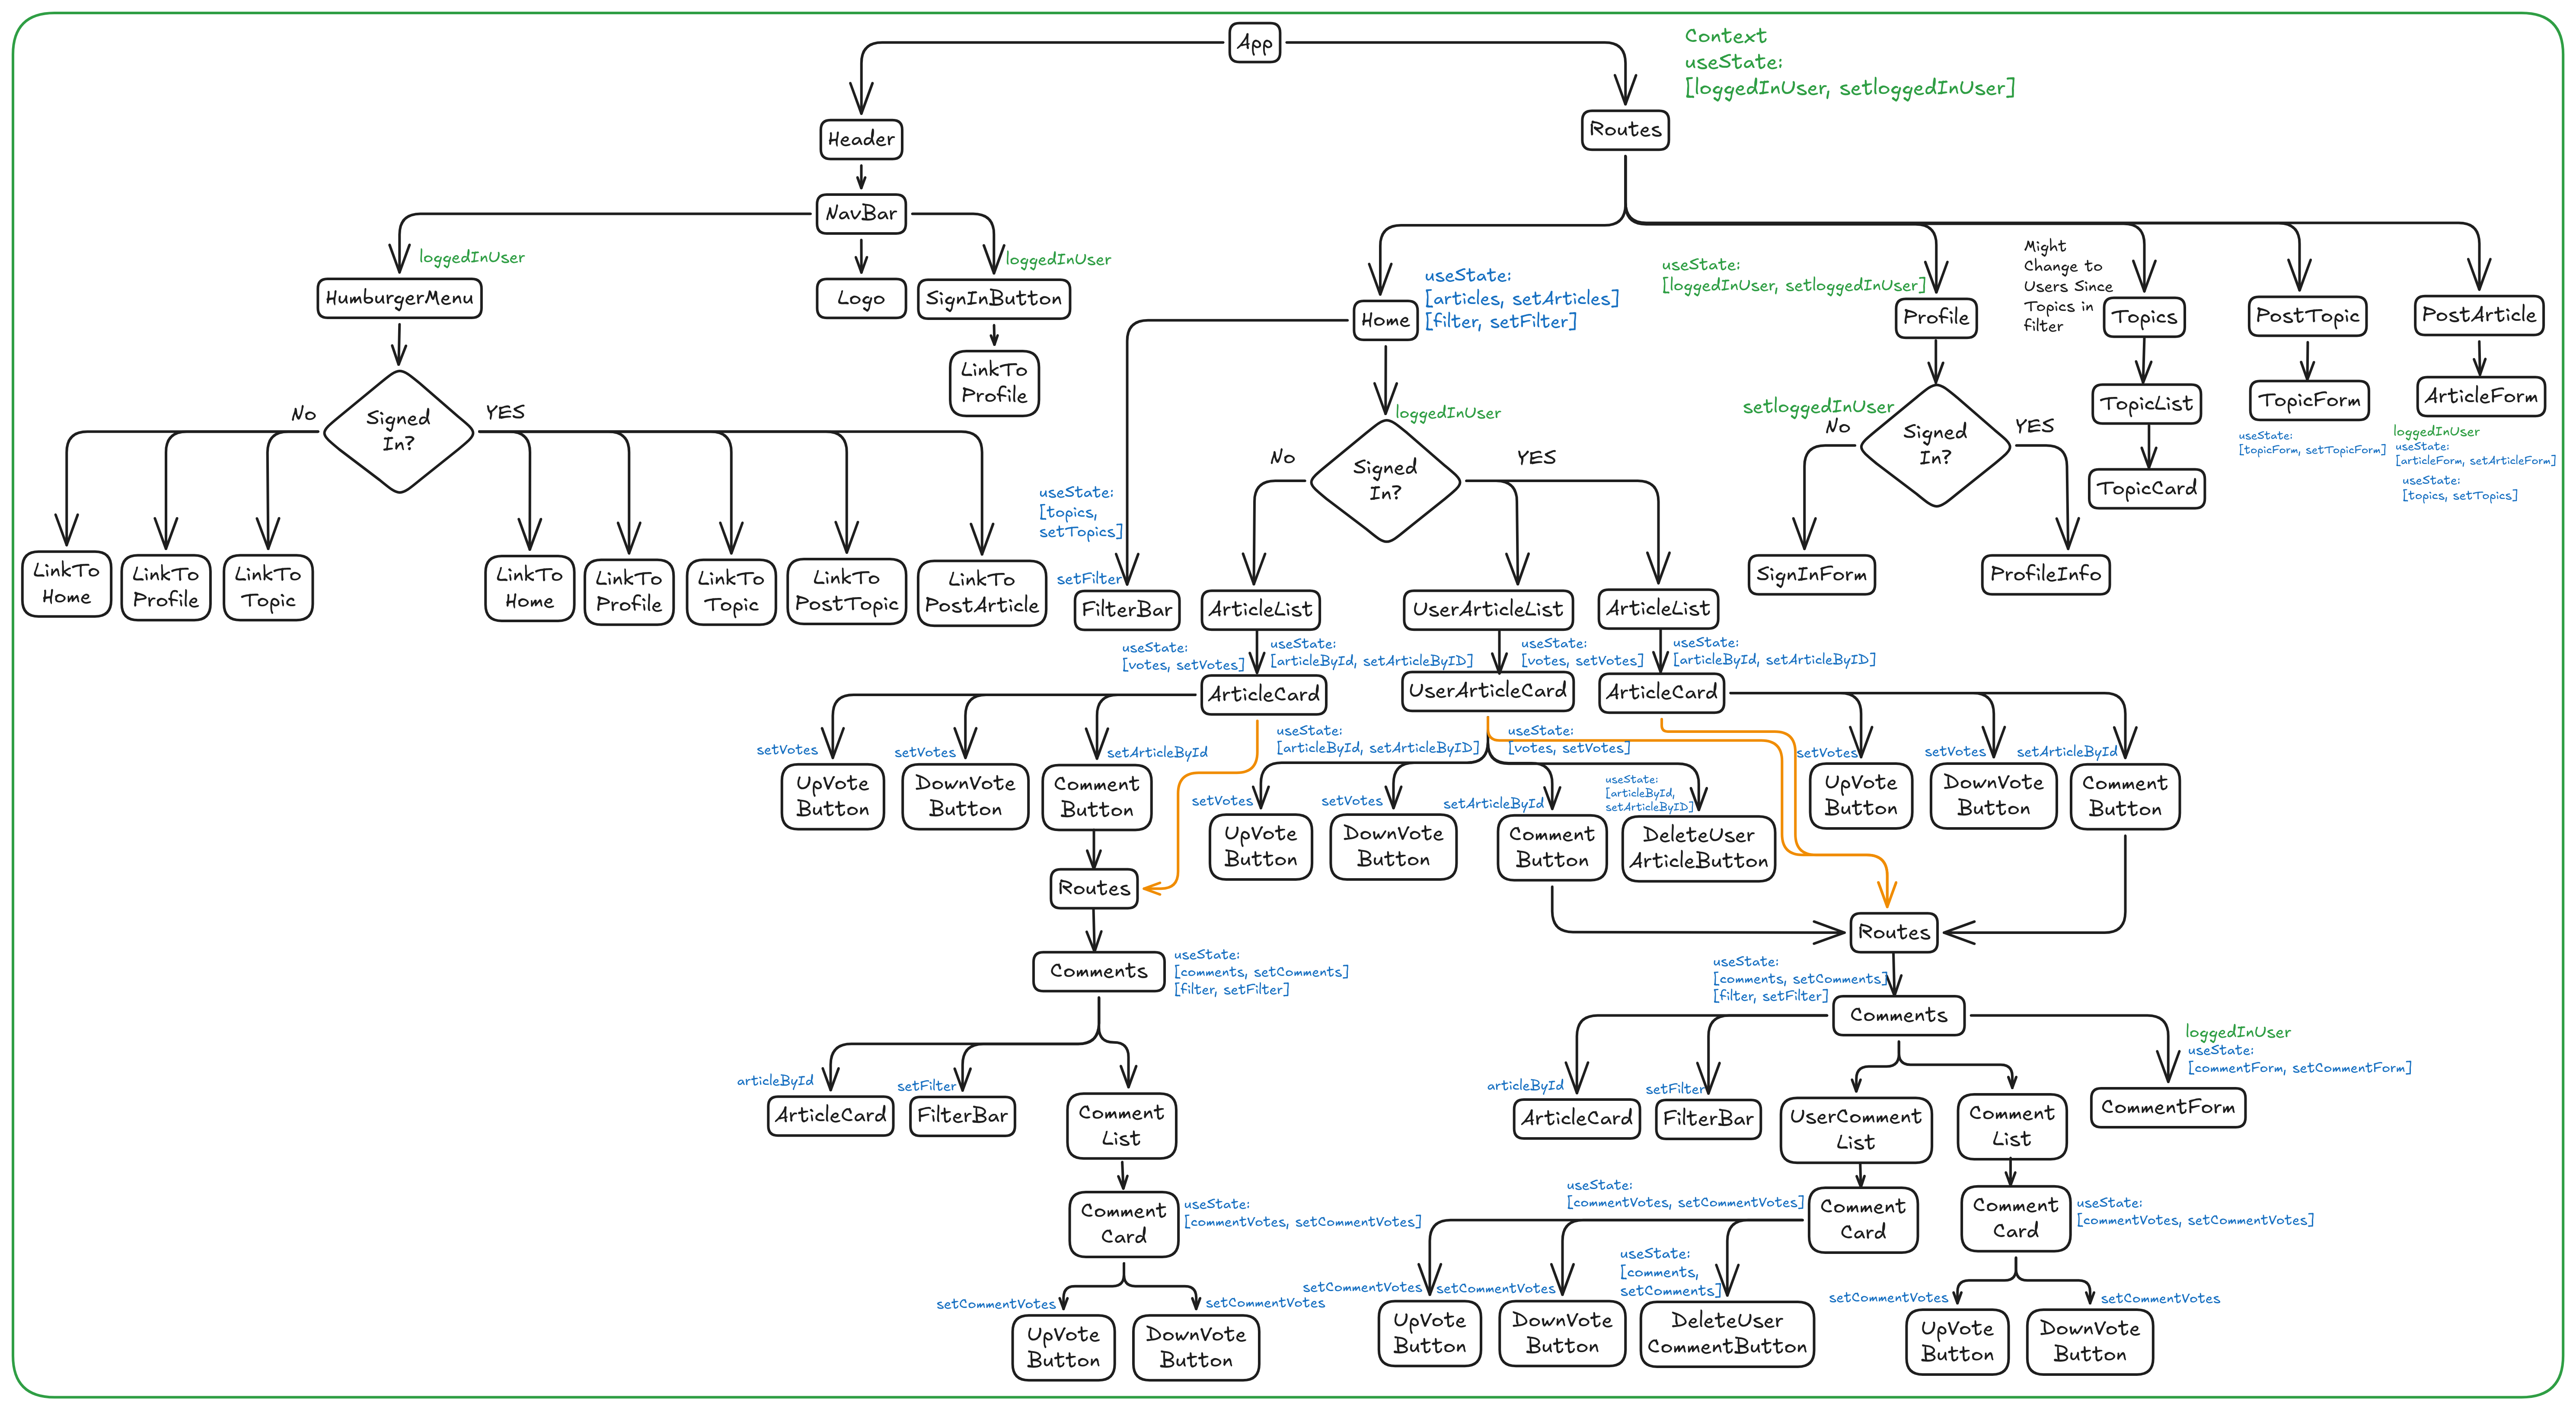 App
Context
useState:
[loggedInUser, setloggedInUser]
Header
Routes
NavBar
loggedInUser
loggedInUser
HumburgerMenu
Logo
SignInButton
LinkTo
Profile
Signed
In?
No
YES
LinkTo
Home
LinkTo
Profile
LinkTo
Topic
LinkTo
Home
LinkTo
Profile
LinkTo
Topic
LinkTo
PostTopic
LinkTo
PostArticle
Home
useState:
[articles, setArticles]
[filter, setFilter]
useState:
[loggedInUser, setloggedInUser]
Profile
Might
Change to
Users Since
Topics in
filter
Topics
PostTopic
PostArticle
TopicList
TopicForm
ArticleForm
useState:
[topicForm, setTopicForm]
loggedInUser
useState:
[articleForm, setArticleForm]
useState:
[topics, setTopics]
TopicCard
setloggedInUser
No
Signed
In?
YES
SignInForm
ProfileInfo
loggedInUser
No
Signed
In?
YES
useState:
[topics,
setTopics]
setFilter
FilterBar
ArticleList
UserArticleList
ArticleList
useState:
[votes, setVotes]
useState:
[articleById, setArticleByID]
useState:
[votes, setVotes]
useState:
[articleById, setArticleByID]
ArticleCard
UserArticleCard
ArticleCard
setVotes
setVotes
setArticleById
UpVote
Button
DownVote
Button
Comment
Button
useState:
[articleById, setArticleByID]
useState:
[votes, setVotes]
setVotes
setVotes
setArticleById
useState:
[articleById,
setArticleByID]
UpVote
Button
DownVote
Button
Comment
Button
DeleteUser
ArticleButton
setVotes
setVotes
setArticleById
UpVote
Button
DownVote
Button
Comment
Button
Routes
Routes
Comments
useState:
[comments, setComments]
[filter, setFilter]
articleById
setFilter
ArticleCard
FilterBar
Comment
List
Comment
Card
useState:
[commentVotes, setCommentVotes]
setCommentVotes
setCommentVotes
UpVote
Button
DownVote
Button
useState:
[comments, setComments]
[filter, setFilter]
Comments
loggedInUser
useState:
[commentForm, setCommentForm]
articleById
setFilter
ArticleCard
FilterBar
UserComment
List
Comment
List
CommentForm
useState:
[commentVotes, setCommentVotes]
Comment
Card
Comment
Card
useState:
[commentVotes, setCommentVotes]
setCommentVotes
setCommentVotes
useState:
[comments,
setComments]
UpVote
Button
DownVote
Button
DeleteUser
CommentButton
setCommentVotes
setCommentVotes
UpVote
Button
DownVote
Button